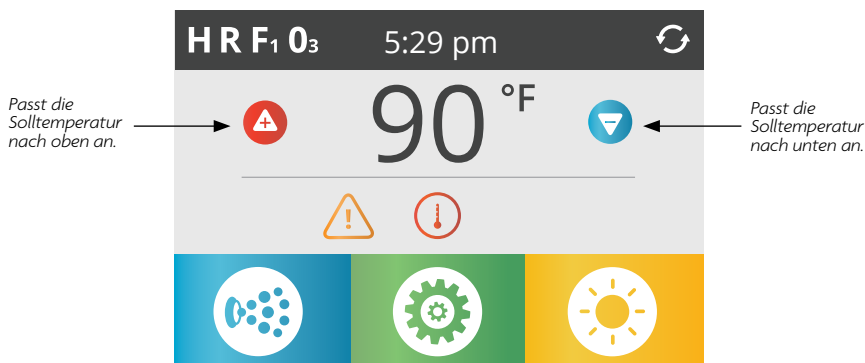 H R F1 03
5:29 pm
90 °F
Passt die
Solltemperatur
nach oben an.
Passt die
Solltemperatur
nach unten an.